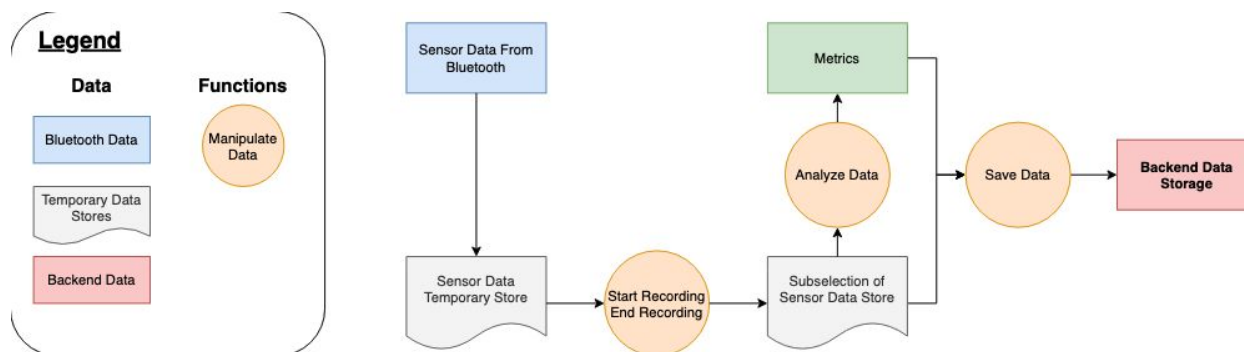 Legend
Data
Functions
Bluetooth Data
Manipulate
Data
Temporary Data
Stores
Backend Data
Sensor Data From
Bluetooth
Metrics
Analyze Data
Save Data
Backend Data
Storage
Sensor Data
Temporary Store
Start Recording
End Recording
Subselection of
Sensor Data Store